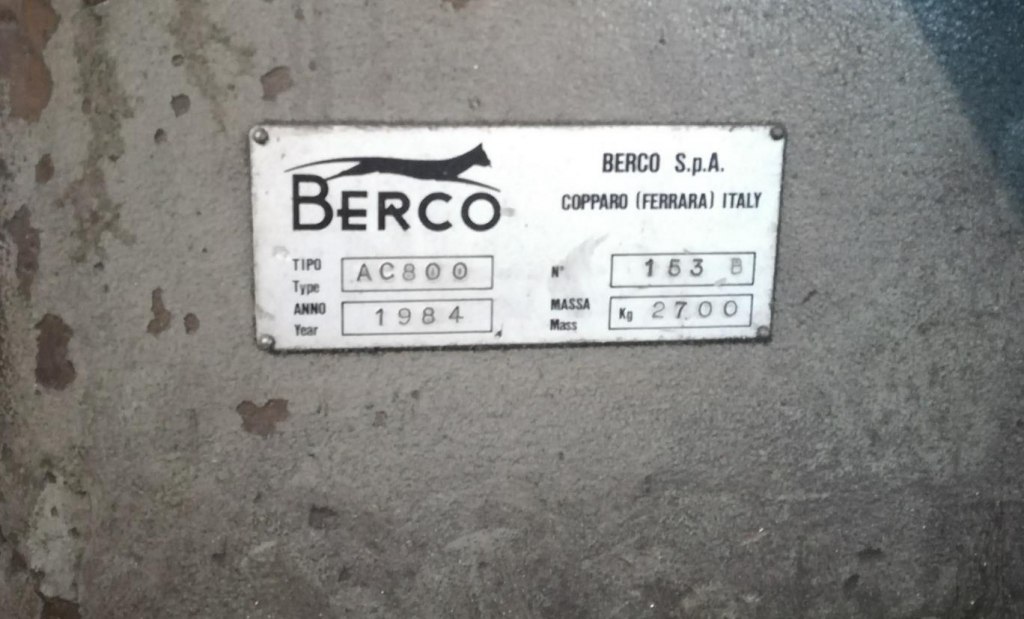 BERCO
BERCO S.p.A.
COPPARO (FERRARA) ITALY
TIPO
Type
AC800
ANNO
Year
1984
N°
153 B
MASSA
Mass
Kg 2700